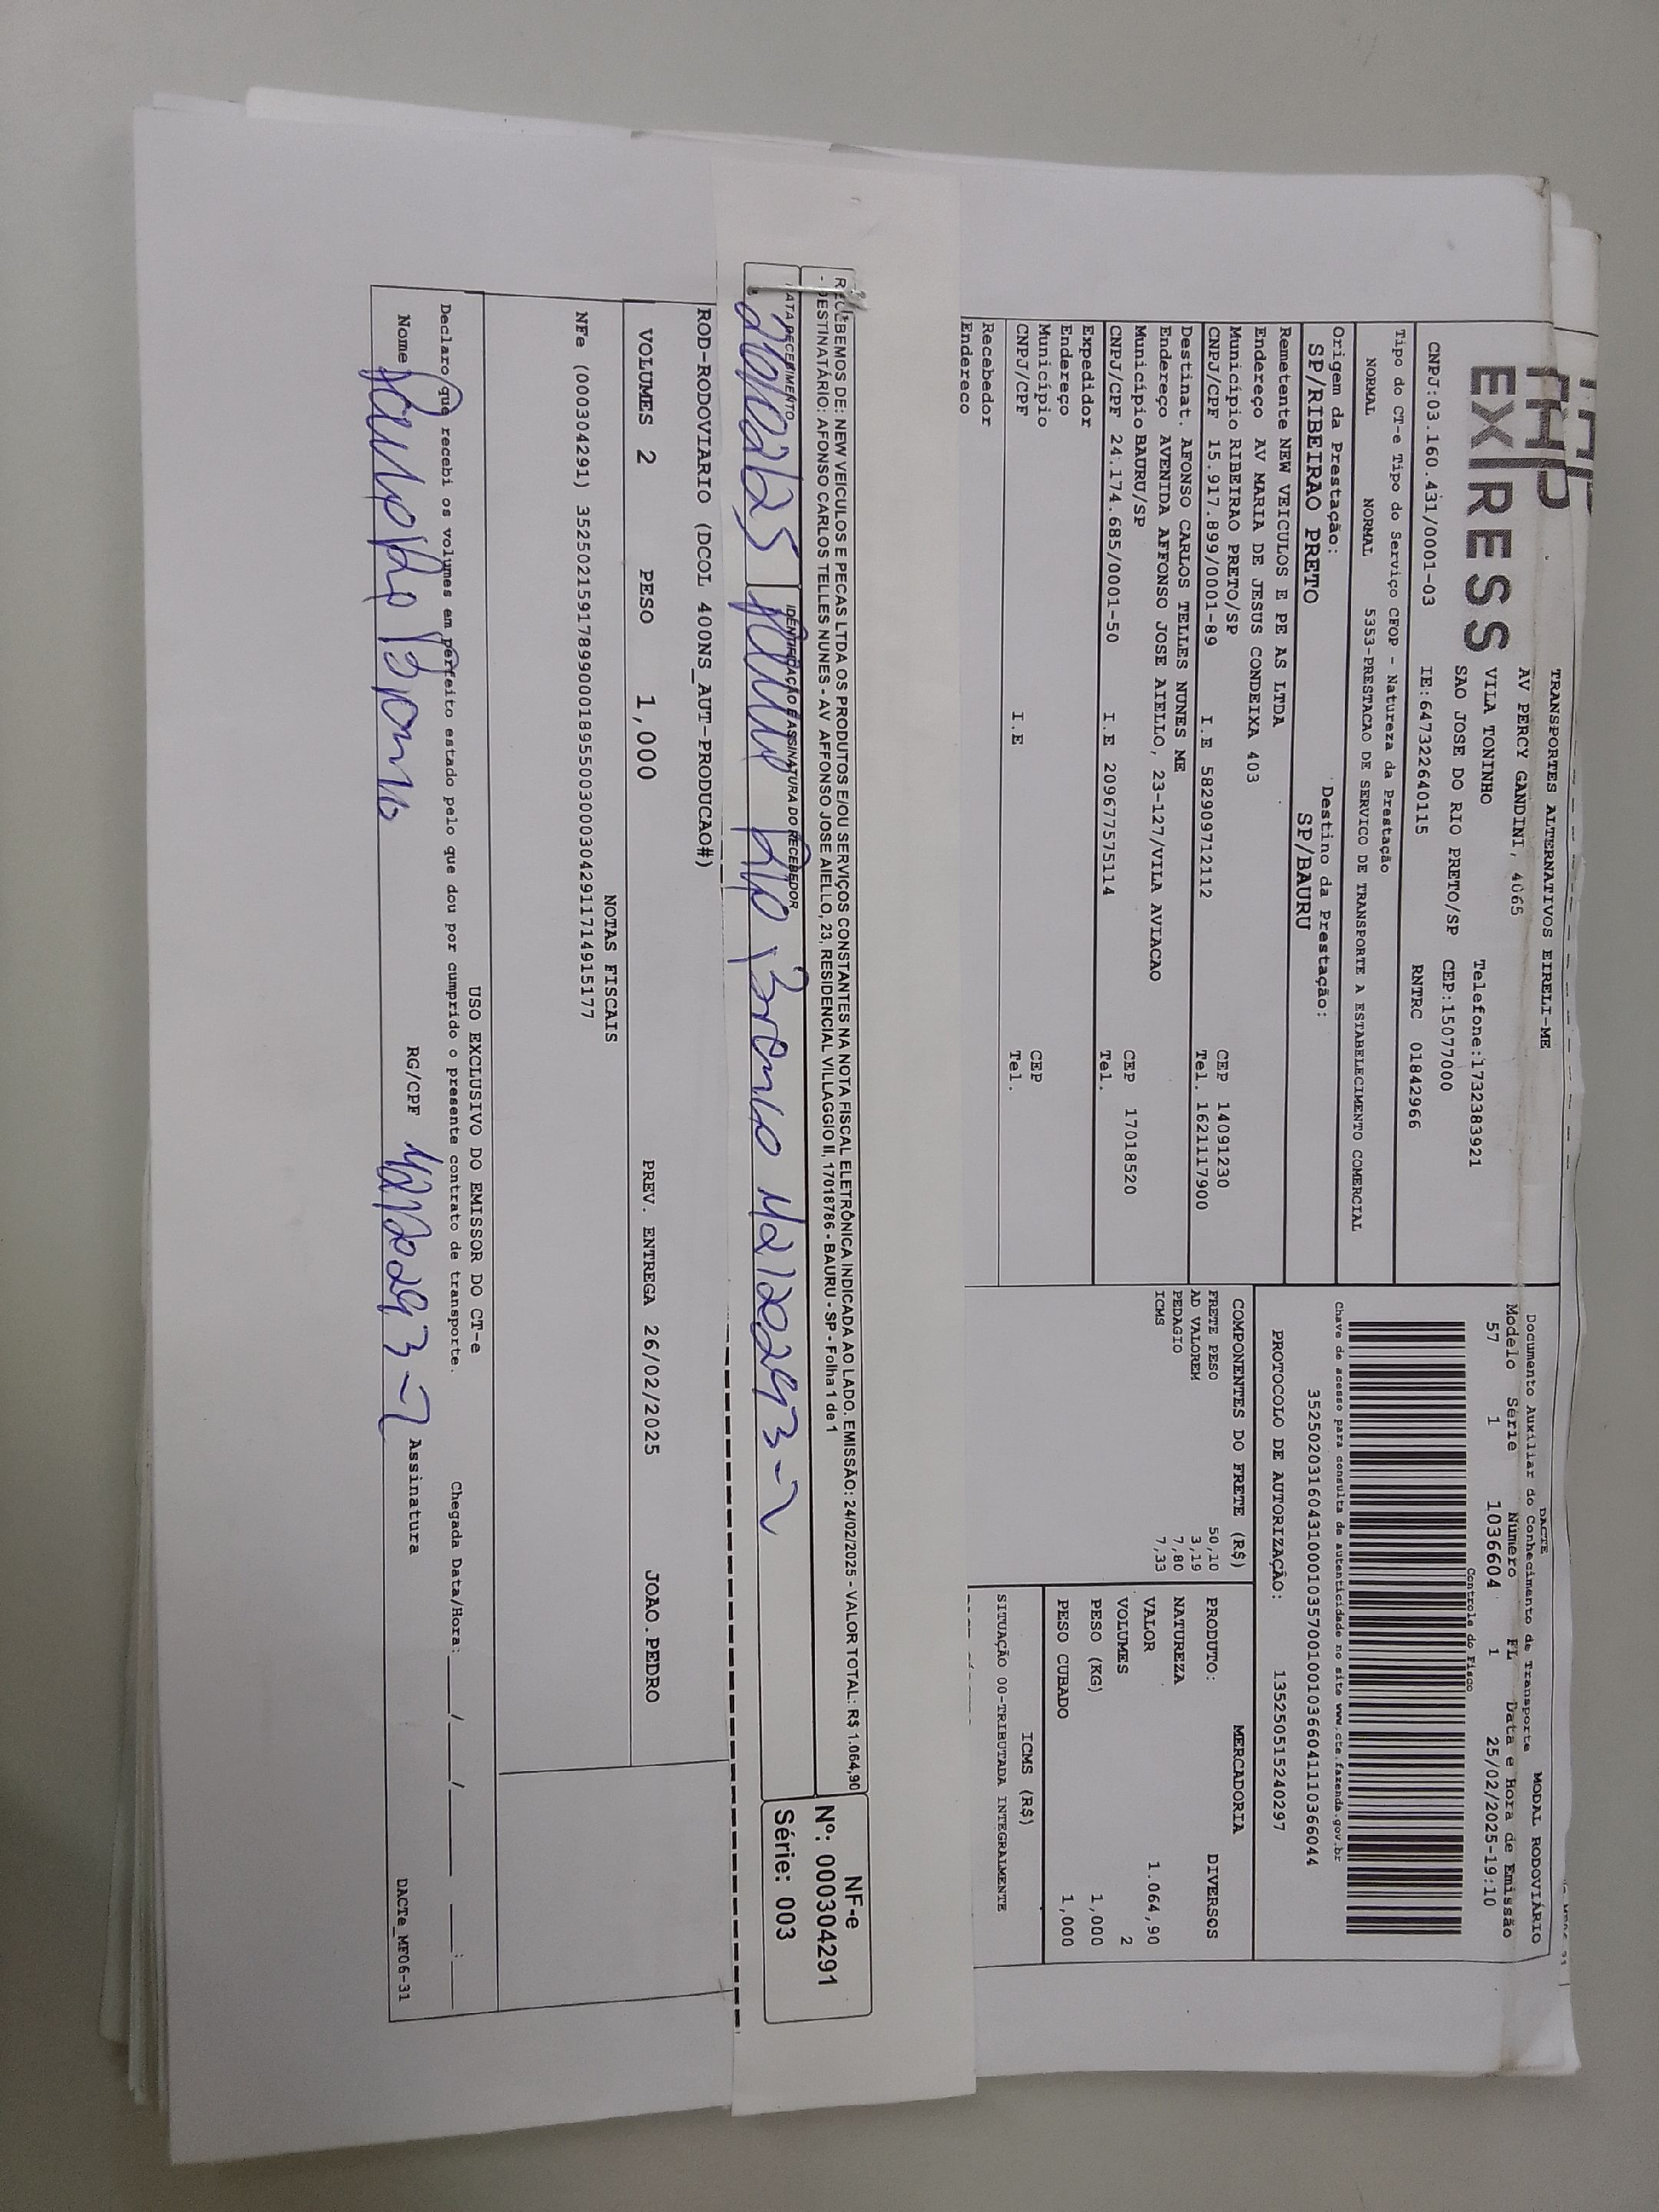 EXPRESS
TRANSPORTES ALTERNATIVOS EIRELI-ME
AV PERCY GANDINI, 4065
VILA TONINHO Telefone:1732383921
SAO JOSE DO RIO PRETO/SP CEP:15077000
CNPJ:03.160.431/0001-03 IE:647322640115 RNTRC 01842966
Tipo do CT-e Tipo do Serviço CFOP - Natureza da Prestação
NORMAL NORMAL 5353-PRESTACAO DE SERVICO DE TRANSPORTE A ESTABELECIMENTO COMERCIAL
Origem da Prestação: Destino da Prestação:
SP/RIBEIRAO PRETO SP/BAURU
Remetente NEW VEICULOS E PE AS LTDA
Endereço AV MARIA DE JESUS CONDEIXA 403
Município RIBEIRAO PRETO/SP CEP 14091230
CNPJ/CPF 15.917.899/0001-89 I.E 582909712112 Tel. 1621117900
Destinat. AFONSO CARLOS TELLES NUNES ME
Endereço AVENIDA AFFONSO JOSE AIELLO, 23-127/VILA AVIACAO
Município BAURU/SP CEP 17018520
CNPJ/CPF 24.174.685/0001-50 I.E 209677575114 Tel.
Expedidor
Endereço
Município CEP
CNPJ/CPF I.E Tel.
Recebedor
Endereco
DACTE MODAL RODOVIÁRIO
Documento Auxiliar do Conhecimento de Transporte
Modelo Série Número FL Data e Hora de Emissão
57 1 1036604 1 25/02/2025-19:10
Controle do Fisco
Chave de acesso para consulta de autenticidade no site www.cte.fazenda.gov.br
35250203160431000103570010010366041111036604​4
PROTOCOLO DE AUTORIZAÇÃO: 135250515240297
COMPONENTES DO FRETE (R$)
FRETE PESO 50,10
AD VALOREM 3,19
PEDAGIO 7,80
ICMS 7,33
MERCADORIA
PRODUTO: DIVERSOS
NATUREZA
VALOR 1.064,90
VOLUMES 2
PESO (KG) 1,000
PESO CUBADO 1,000
ICMS (R$)
SITUAÇÃO 00-TRIBUTADA INTEGRALMENTE
RECEBEMOS DE: NEW VEICULOS E PECAS LTDA OS PRODUTOS E/OU SERVIÇOS CONSTANTES NA NOTA FISCAL ELETRÔNICA INDICADA AO LADO. EMISSÃO: 24/02/2025 - VALOR TOTAL: R$ 1.064,90
- DESTINATÁRIO: AFONSO CARLOS TELLES NUNES - AV AFFONSO JOSE AIELLO, 23, RESIDENCIAL VILLAGGIO II, 17018786 - BAURU - SP - Folha 1 de 1
DATA RECEBIMENTO IDENTIFICAÇÃO E ASSINATURA DO RECEBEDOR
NF-e
Nº: 000304291
Série: 003
ROD-RODOVIARIO (DCOL 400NS_AUT-PRODUCAO#)
VOLUMES 2 PESO 1,000 PREV. ENTREGA 26/02/2025 JOAO.PEDRO
NOTAS FISCAIS
NFe (000304291) 35250215917899000189550030003042911714915177
USO EXCLUSIVO DO EMISSOR DO CT-e
Declaro que recebi os volumes em perfeito estado pelo que dou por cumprido o presente contrato de transporte. Chegada Data/Hora: ___/___/_____ ___:___
Nome RG/CPF Assinatura
DACTe_MF06-31